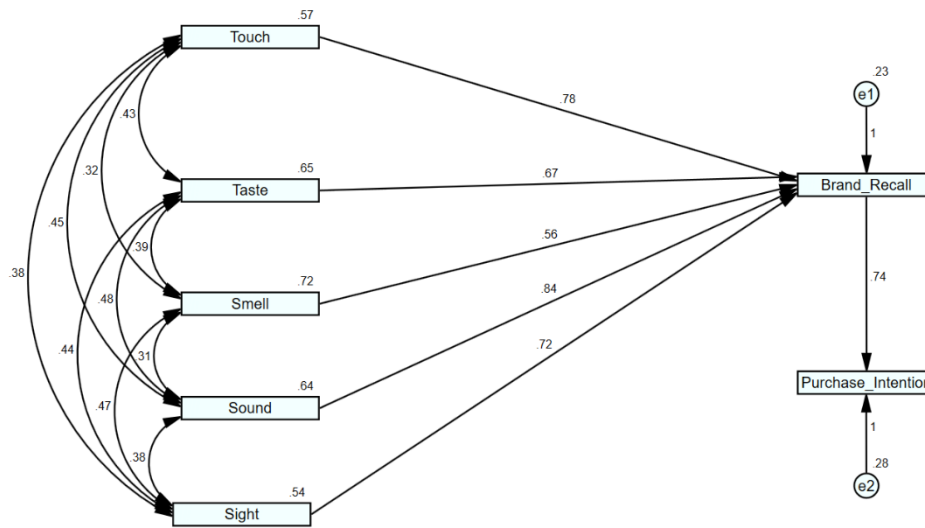 .57
Touch
.23
e1
.78
.43
1
.65
Taste
.67
Brand_Recall
.32
.45
.39
.56
.38
.72
Smell
.74
.48
.84
.44
.31
.72
.47
.64
Sound
Purchase_Intention
.38
1
.54
Sight
.28
e2